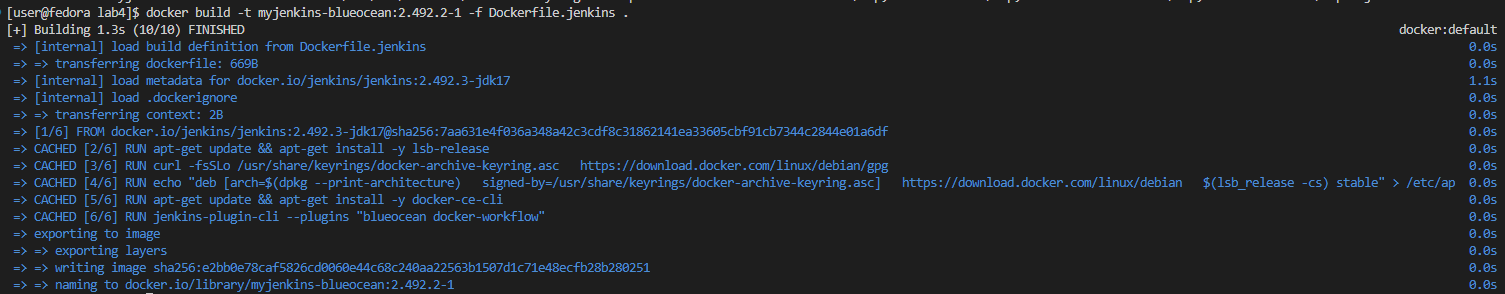 [user@fedora lab4]$ docker build -t myjenkins-blueocean:2.492.2-1 -f Dockerfile.jenkins .
[+] Building 1.3s (10/10) FINISHED docker:default
=> [internal] load build definition from Dockerfile.jenkins 0.0s
=> => transferring dockerfile: 669B 0.0s
=> [internal] load metadata for docker.io/jenkins/jenkins:2.492.3-jdk17 1.1s
=> [internal] load .dockerignore 0.0s
=> => transferring context: 2B 0.0s
=> [1/6] FROM docker.io/jenkins/jenkins:2.492.3-jdk17@sha256:7aa631e4f036a348a42c3cdf8c31862141ea33605cbf91cb7344c2844e01a6df 0.0s
=> CACHED [2/6] RUN apt-get update && apt-get install -y lsb-release 0.0s
=> CACHED [3/6] RUN curl -fsSLo /usr/share/keyrings/docker-archive-keyring.asc https://download.docker.com/linux/debian/gpg 0.0s
=> CACHED [4/6] RUN echo "deb [arch=$(dpkg --print-architecture) signed-by=/usr/share/keyrings/docker-archive-keyring.asc] https://download.docker.com/linux/debian $(lsb_release -cs) stable" > /etc/ap 0.0s
=> CACHED [5/6] RUN apt-get update && apt-get install -y docker-ce-cli 0.0s
=> CACHED [6/6] RUN jenkins-plugin-cli --plugins "blueocean docker-workflow" 0.0s
=> exporting to image 0.0s
=> => exporting layers 0.0s
=> => writing image sha256:e2bb0e78caf5826cd0060e44c68c240aa22563b1507d1c71e48ecfb28b280251 0.0s
=> => naming to docker.io/library/myjenkins-blueocean:2.492.2-1 0.0s